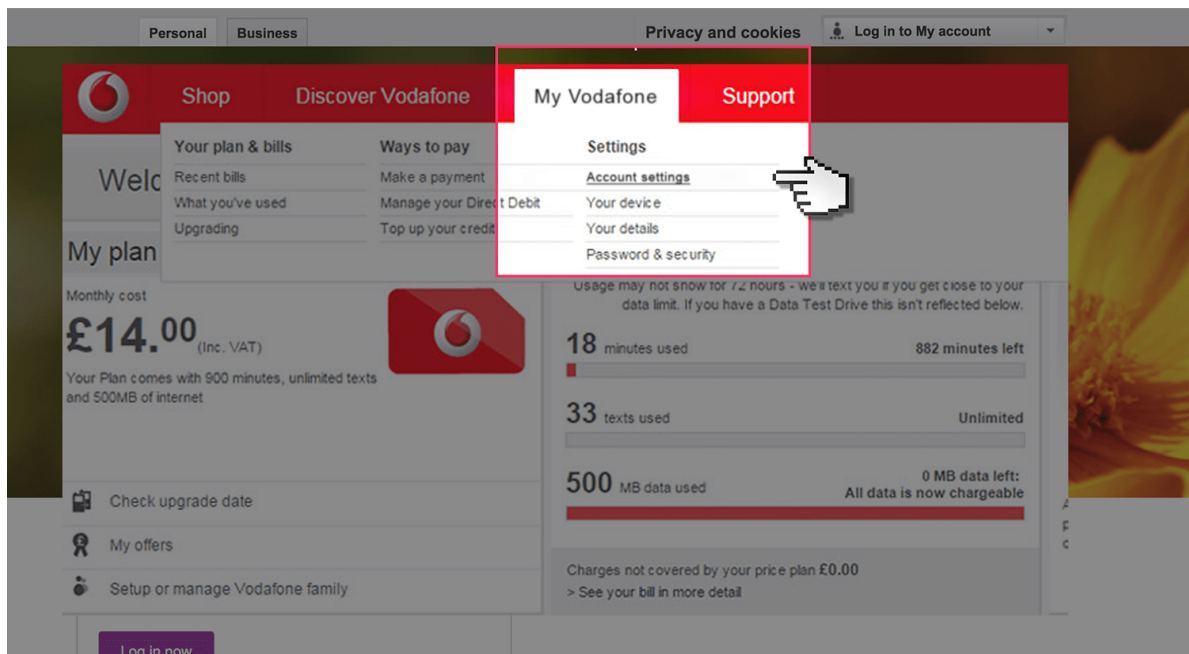 Personal
Business
Privacy and cookies
Log in to My account
Shop
Discover Vodafone
My Vodafone
Support
Your plan & bills
Recent bills
What you've used
Upgrading
Ways to pay
Make a payment
Manage your Direct Debit
Top up your credit
Settings
Account settings
Your device
Your details
Password & security
Welc
My plan
Monthly cost
£14.00 (Inc. VAT)
Your Plan comes with 900 minutes, unlimited texts
and 500MB of internet
Check upgrade date
My offers
Setup or manage Vodafone family
Usage may not show for 72 hours - we'll text you if you get close to your
data limit. If you have a Data Test Drive this isn't reflected below.
18 minutes used
882 minutes left
33 texts used
Unlimited
500 MB data used
0 MB data left:
All data is now chargeable
Charges not covered by your price plan £0.00
> See your bill in more detail
Log in now